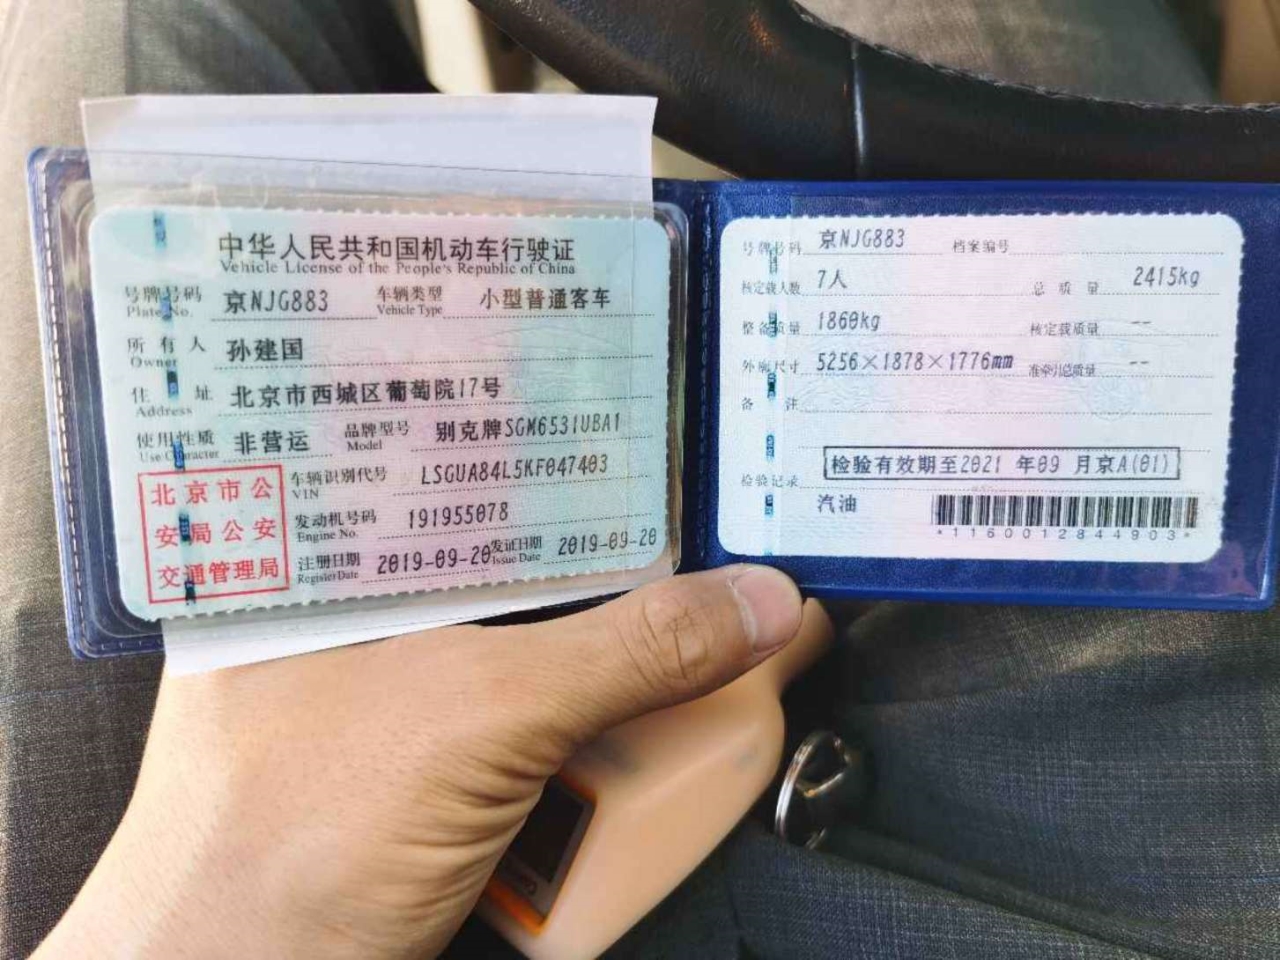 中华人民共和国机动车行驶证
Vehicle License of the People's Republic of China
号牌号码 京NJG883 车辆类型 小型普通客车
Plate No. Vehicle Type
所有人 孙建国
Owner
住址 北京市西城区葡萄院17号
Address
使用性质 非营运 品牌型号 别克牌SGM6531UBA1
Use Character Model
北京市公安局公安交通管理局
车辆识别代号 LSGUA84L5KF047403
VIN
发动机号码 191955078
Engine No.
注册日期 2019-09-20 发证日期 2019-09-20
Register Date Issue Date
号牌号码 京NJG883 档案编号
核定载人数 7人 总质量 2415kg
整备质量 1860kg 核定载质量 --
外廓尺寸 5256×1878×1776mm 准牵引总质量 --
备注
检验有效期至2021 年09 月京A(01)
检验记录
汽油
*1160012844903*